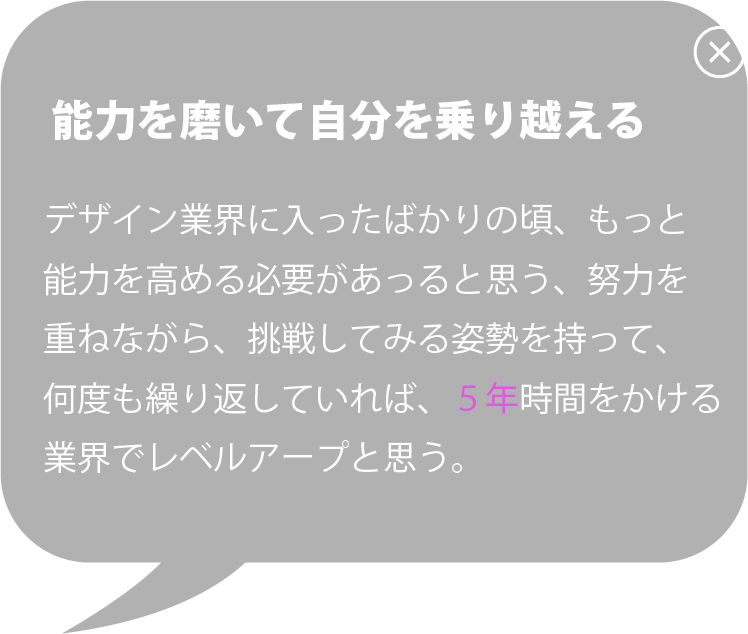 能力を磨いて自分を乗り越える
デザイン業界に入ったばかりの頃、もっと
能力を高める必要があっると思う、努力を
重ねながら、挑戦してみる姿勢を持って、
何度も繰り返していれば、５年時間をかける
業界でレベルアープと思う。